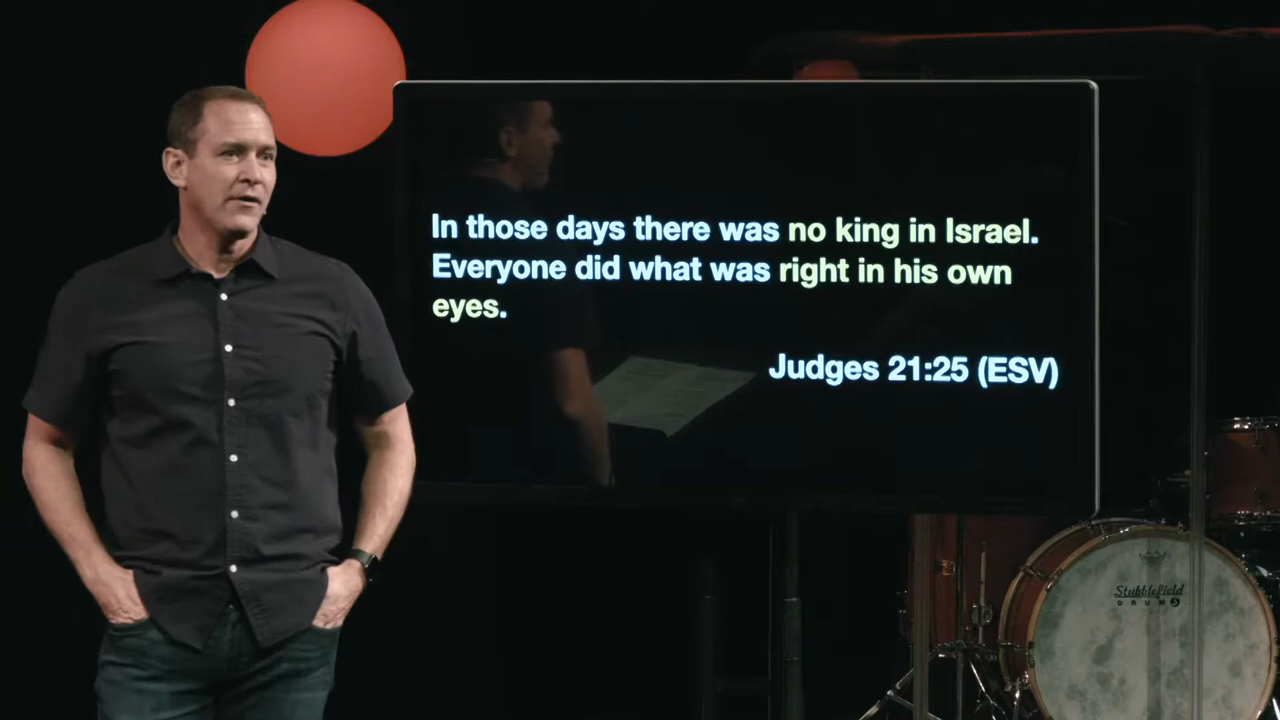 In those days there was no king in Israel.
Everyone did what was right in his own
eyes.
Judges 21:25 (ESV)
Stubblefield
DRUMS